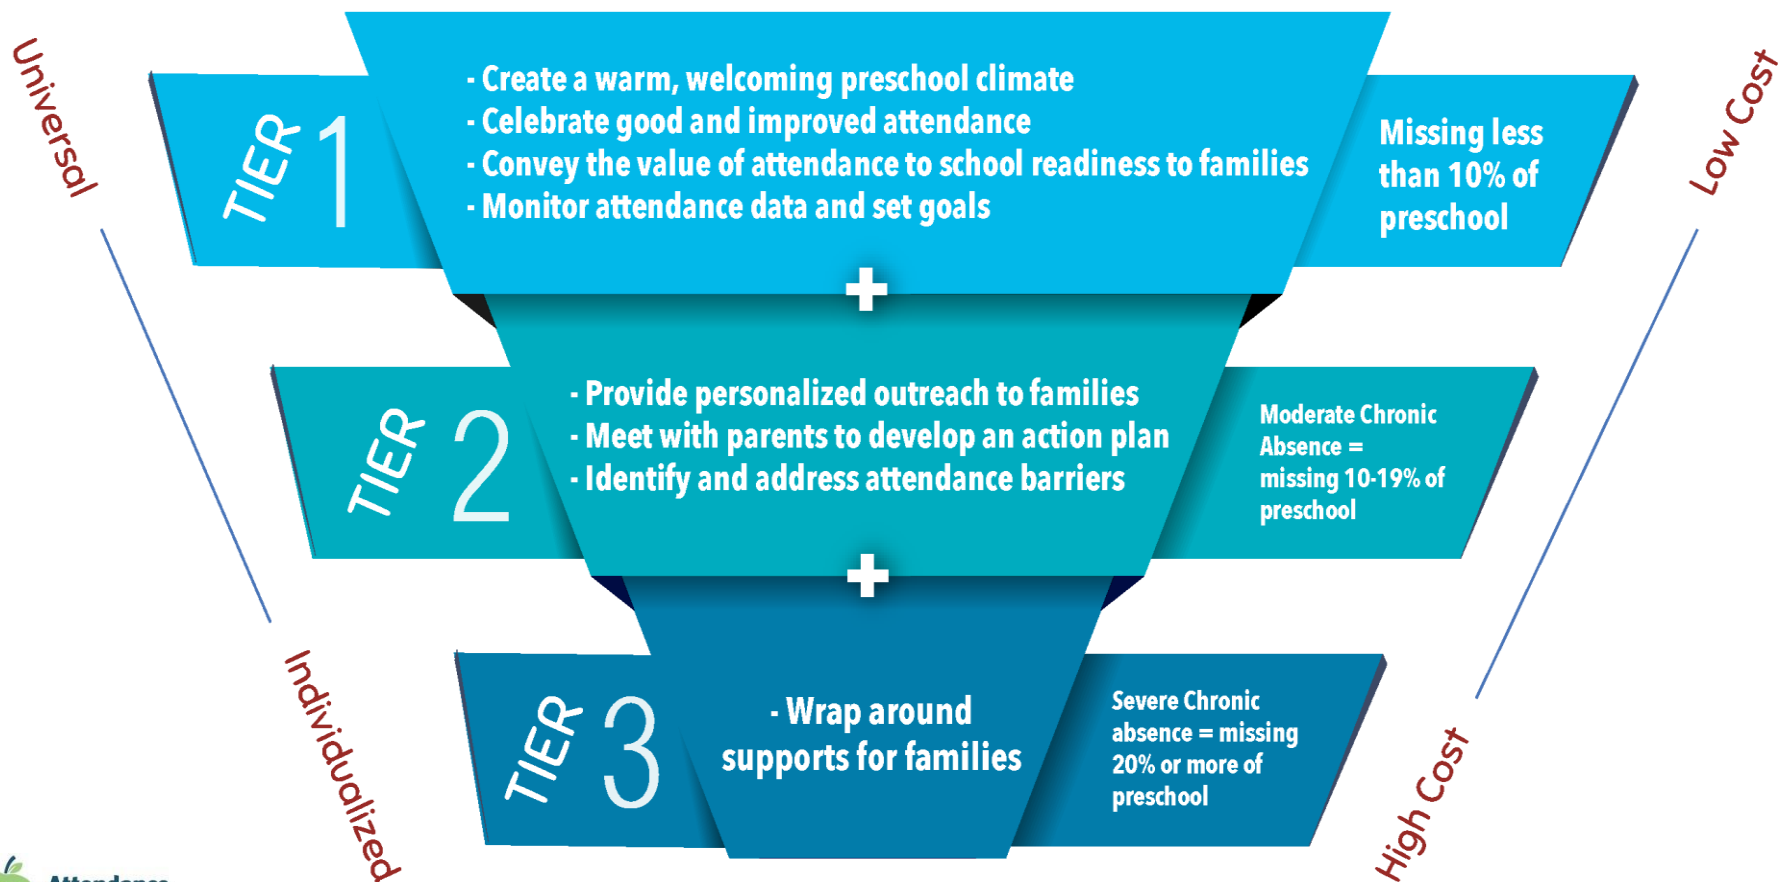 Universal
TIER 1
- Create a warm, welcoming preschool climate
- Celebrate good and improved attendance
- Convey the value of attendance to school readiness to families
- Monitor attendance data and set goals
Missing less
than 10% of
preschool
Low Cost
+
TIER 2
- Provide personalized outreach to families
- Meet with parents to develop an action plan
- Identify and address attendance barriers
Moderate Chronic
Absence =
missing 10-19% of
preschool
+
Individualized
TIER 3
- Wrap around
supports for families
Severe Chronic
absence = missing
20% or more of
preschool
High Cost
Attendance